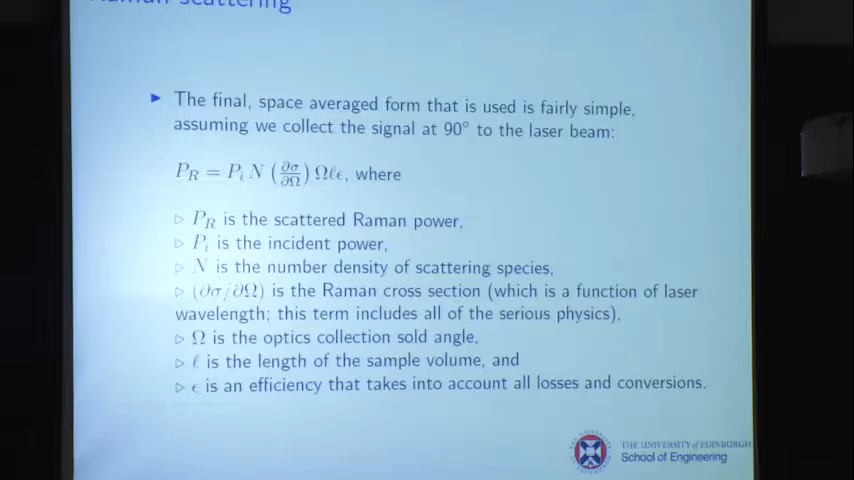 Raman scattering
▶ The final, space averaged form that is used is fairly simple,
assuming we collect the signal at 90° to the laser beam:
P_R = P_i N (∂σ/∂Ω) Ωℓϵ, where
▷ P_R is the scattered Raman power,
▷ P_i is the incident power,
▷ N is the number density of scattering species,
▷ (∂σ/∂Ω) is the Raman cross section (which is a function of laser
wavelength; this term includes all of the serious physics),
▷ Ω is the optics collection sold angle,
▷ ℓ is the length of the sample volume, and
▷ ϵ is an efficiency that takes into account all losses and conversions.
THE UNIVERSITY of EDINBURGH
School of Engineering